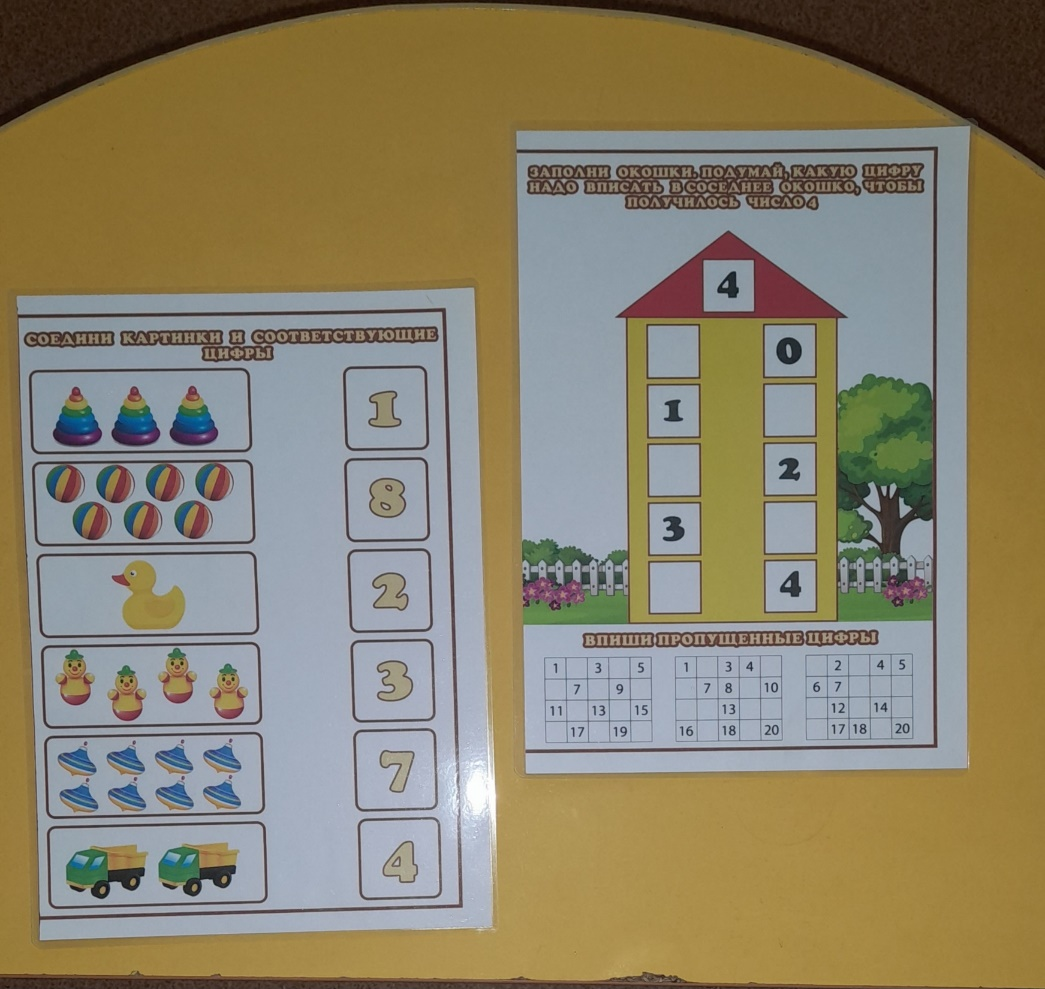 СОЕДИНИ КАРТИНКИ И СООТВЕТСТВУЮЩИЕ
ЦИФРЫ
1
8
2
3
7
4
ЗАПОЛНИ ОКОШКИ. ПОДУМАЙ, КАКУЮ ЦИФРУ
НАДО ВПИСАТЬ В СОСЕДНЕЕ ОКОШКО, ЧТОБЫ
ПОЛУЧИЛОСЬ ЧИСЛО 4
4
0
1
2
3
4
ВПИШИ ПРОПУЩЕННЫЕ ЦИФРЫ
1 3 5
7 9
11 13 15
17 19
1 3 4
7 8 10
13
16 18 20
2 4 5
6 7
12 14
17 18 20